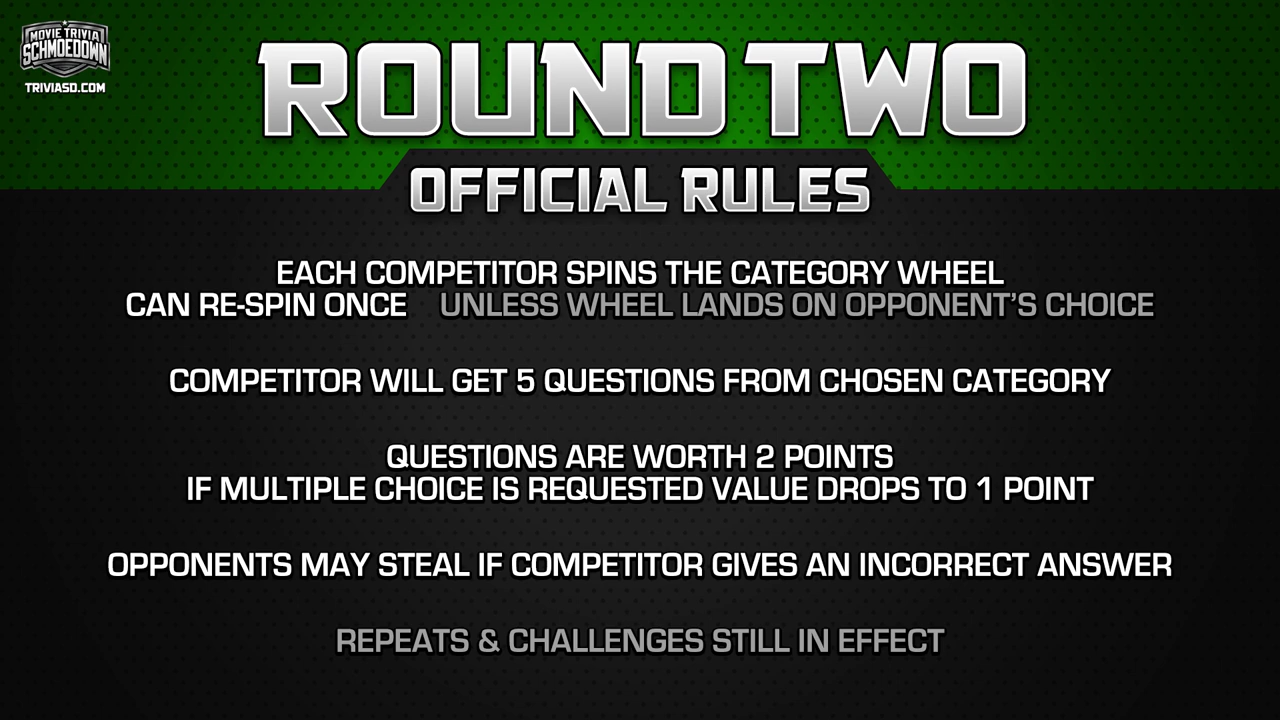 MOVIE TRIVIA
SCHMOEDOWN
TRIVIASD.COM
ROUND TWO
OFFICIAL RULES
EACH COMPETITOR SPINS THE CATEGORY WHEEL
CAN RE-SPIN ONCE UNLESS WHEEL LANDS ON OPPONENT'S CHOICE
COMPETITOR WILL GET 5 QUESTIONS FROM CHOSEN CATEGORY
QUESTIONS ARE WORTH 2 POINTS
IF MULTIPLE CHOICE IS REQUESTED VALUE DROPS TO 1 POINT
OPPONENTS MAY STEAL IF COMPETITOR GIVES AN INCORRECT ANSWER
REPEATS & CHALLENGES STILL IN EFFECT